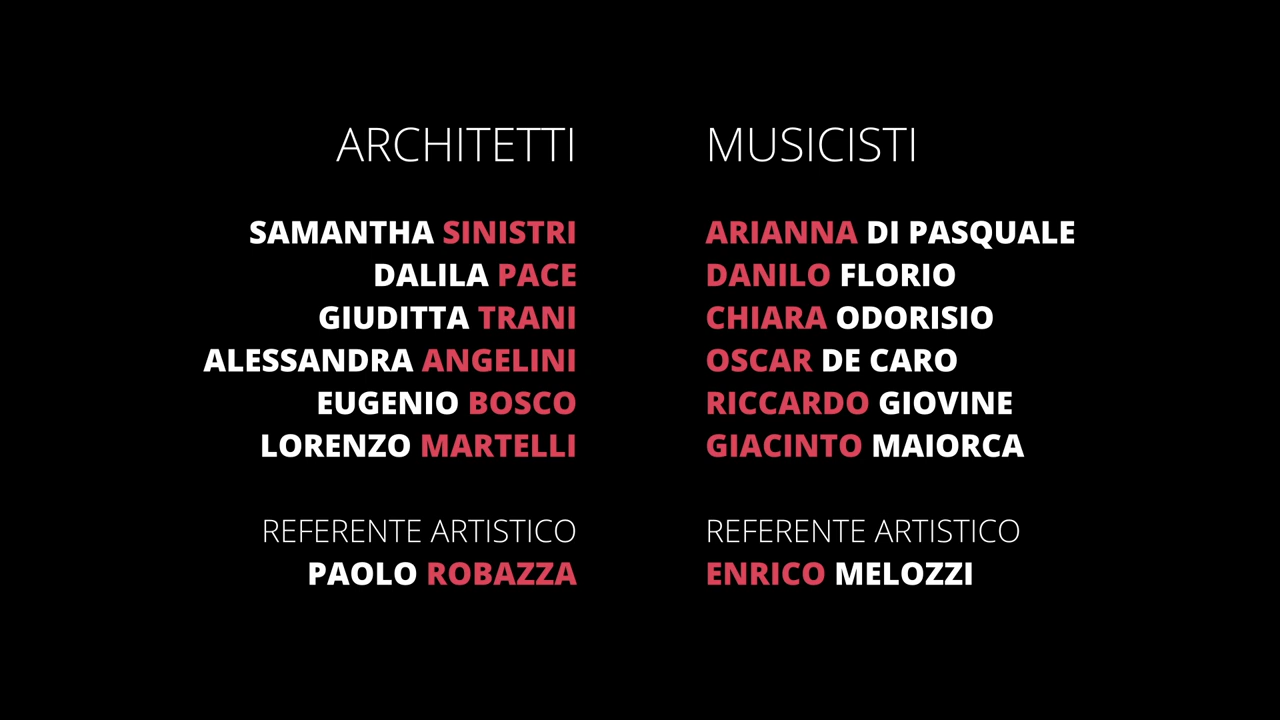 ARCHITETTI
SAMANTHA SINISTRI
DALILA PACE
GIUDITTA TRANI
ALESSANDRA ANGELINI
EUGENIO BOSCO
LORENZO MARTELLI
REFERENTE ARTISTICO
PAOLO ROBAZZA
MUSICISTI
ARIANNA DI PASQUALE
DANILO FLORIO
CHIARA ODORISIO
OSCAR DE CARO
RICCARDO GIOVINE
GIACINTO MAIORCA
REFERENTE ARTISTICO
ENRICO MELOZZI